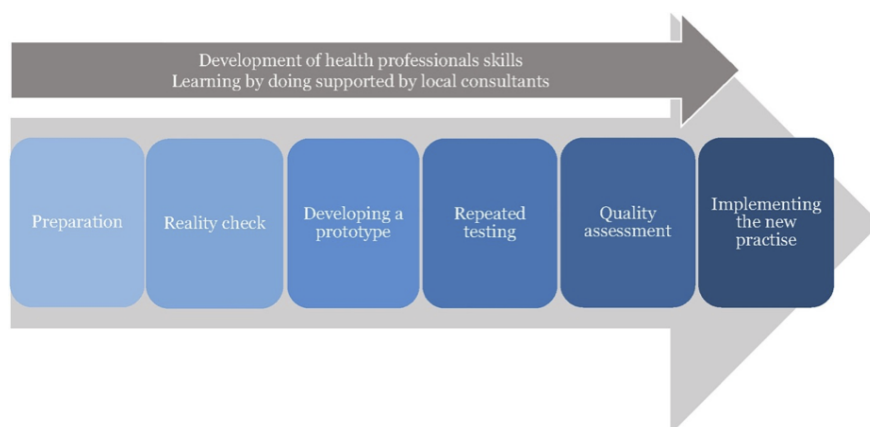 Development of health professionals skills
Learning by doing supported by local consultants
Preparation
Reality check
Developing a
prototype
Repeated
testing
Quality
assessment
Implementing
the new
practise